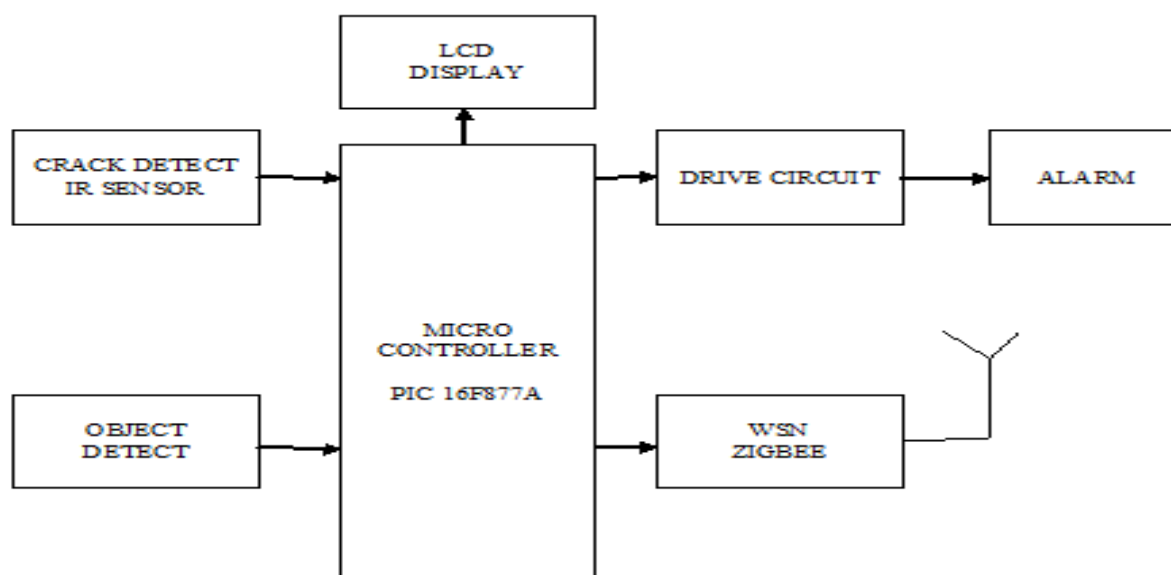 LCD
DISPLAY
CRACK DETECT
IR SENSOR
DRIVE CIRCUIT
ALARM
MICRO
CONTROLLER
PIC 16F877A
OBJECT
DETECT
WSN
ZIGBEE